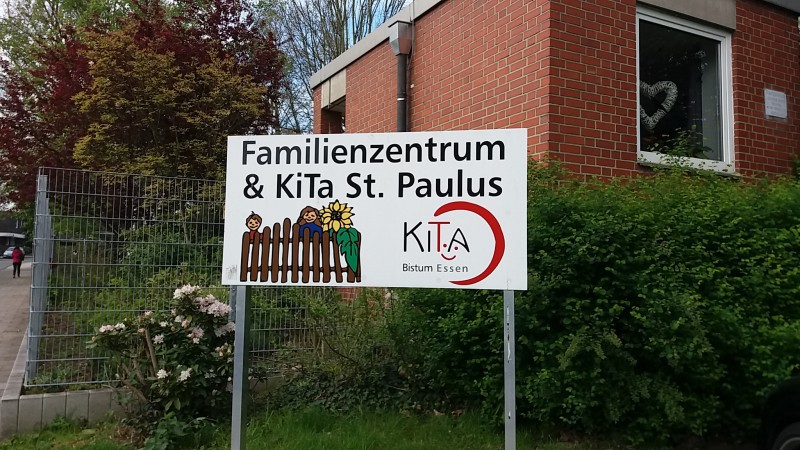 Familienzentrum
& KiTa St. Paulus
KiTA
Bistum Essen